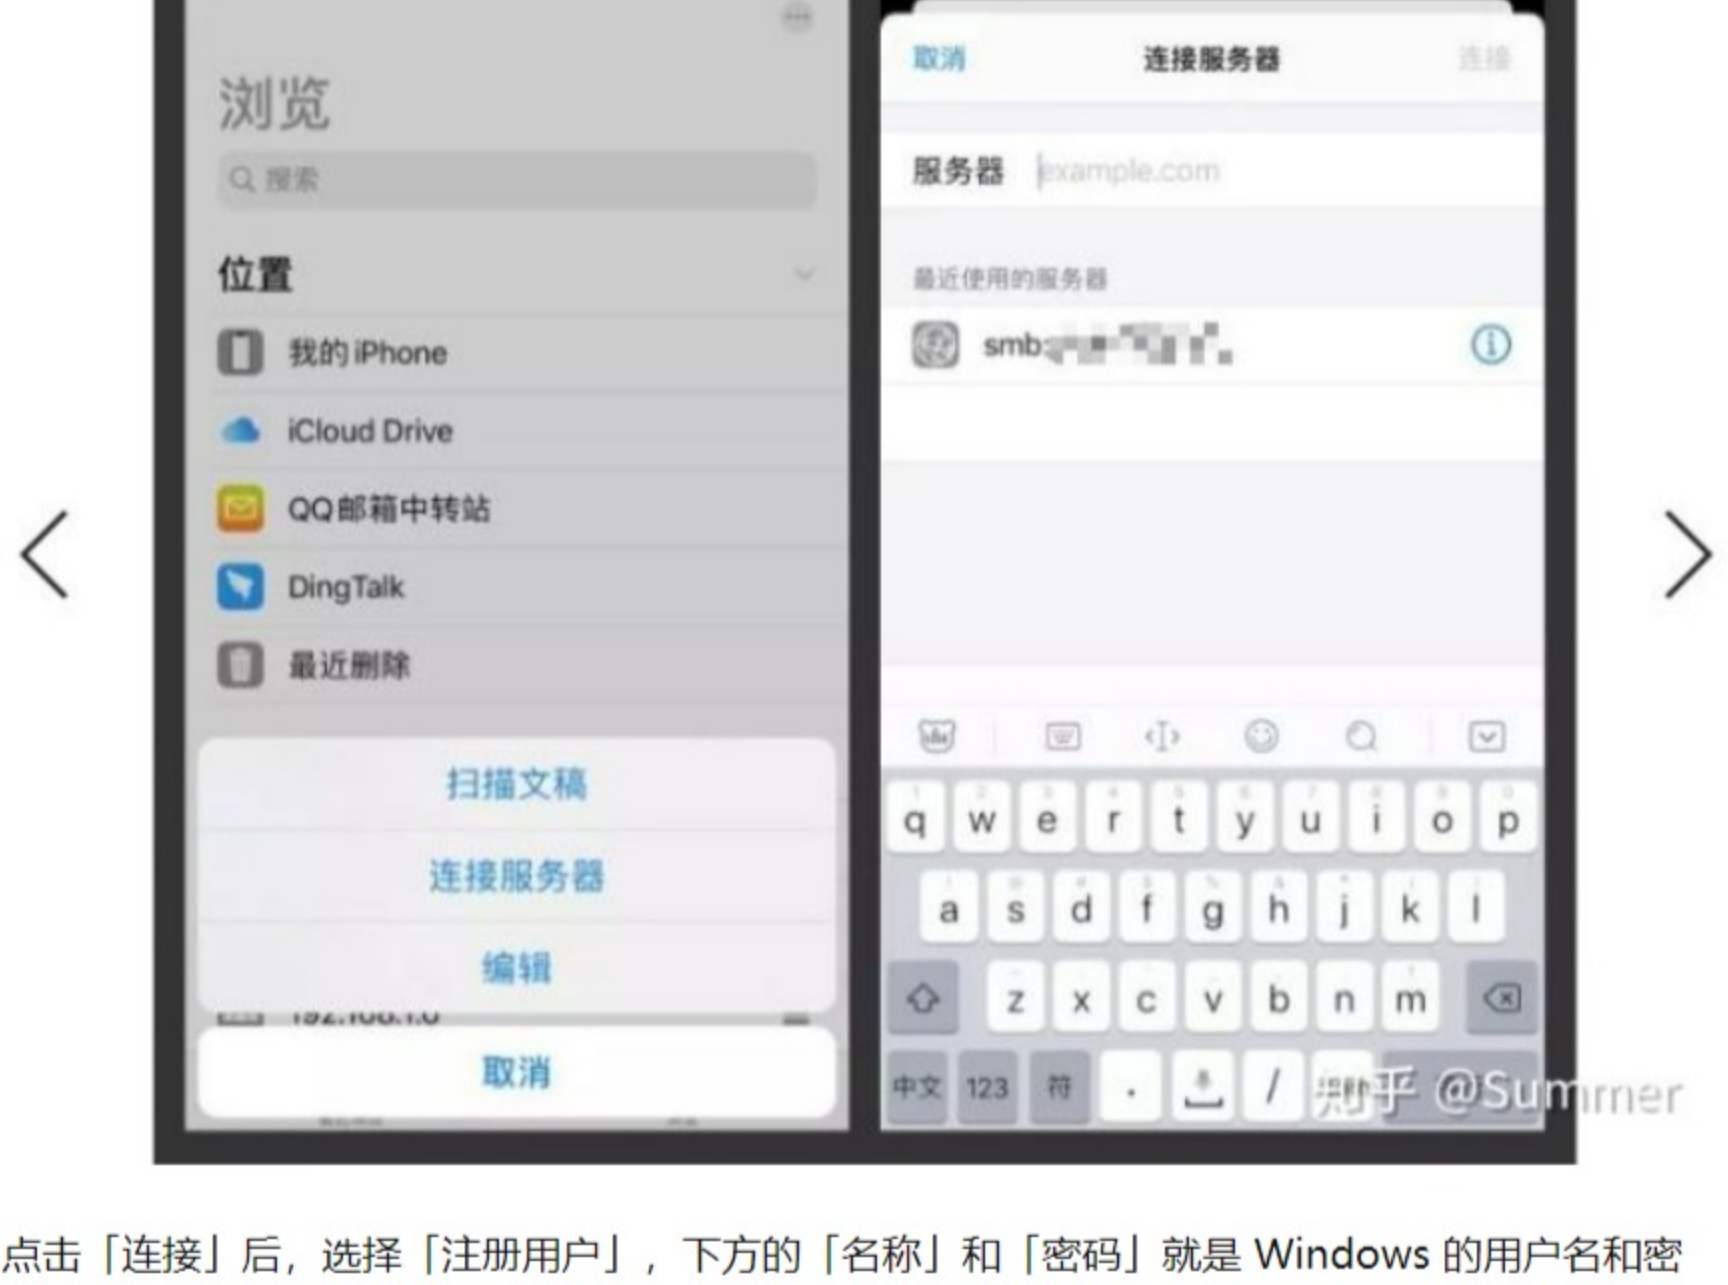 浏览
搜索
位置
我的 iPhone
iCloud Drive
QQ邮箱中转站
DingTalk
最近删除
扫描文稿
连接服务器
编辑
取消
取消
连接服务器
连接
服务器
example.com
最近使用的服务器
smb:
q w e r t y u i o p
a s d f g h j k l
z x c v b n m
中文 123 符 . /
知乎 @Summer
点击「连接」后，选择「注册用户」，下方的「名称」和「密码」就是 Windows 的用户名和密